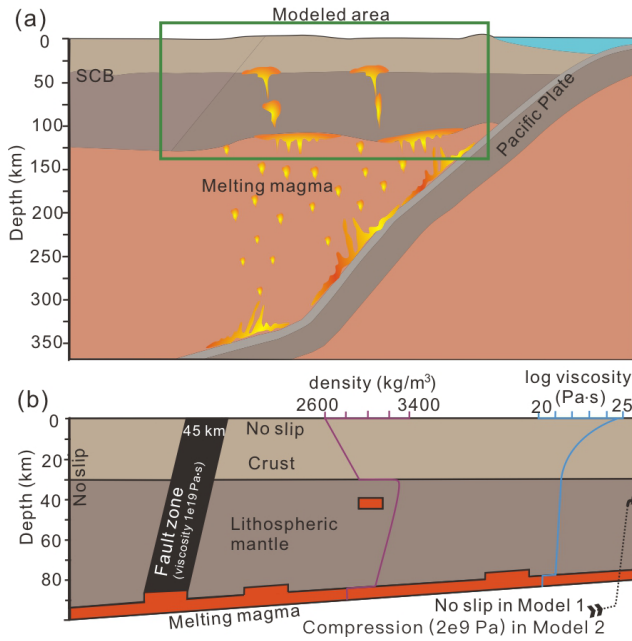 (a)
Modeled area
0
50
100
150
200
250
300
350
Depth (km)
SCB
Pacific Plate
Melting magma
(b)
density (kg/m³)
2600
3400
log viscosity
(Pa·s)
20
25
0
20
40
60
80
Depth (km)
No slip
45 km
Fault zone
(viscosity 1e19 Pa·s)
No slip
Crust
Lithospheric
mantle
Melting magma
No slip in Model 1
Compression (2e9 Pa) in Model 2